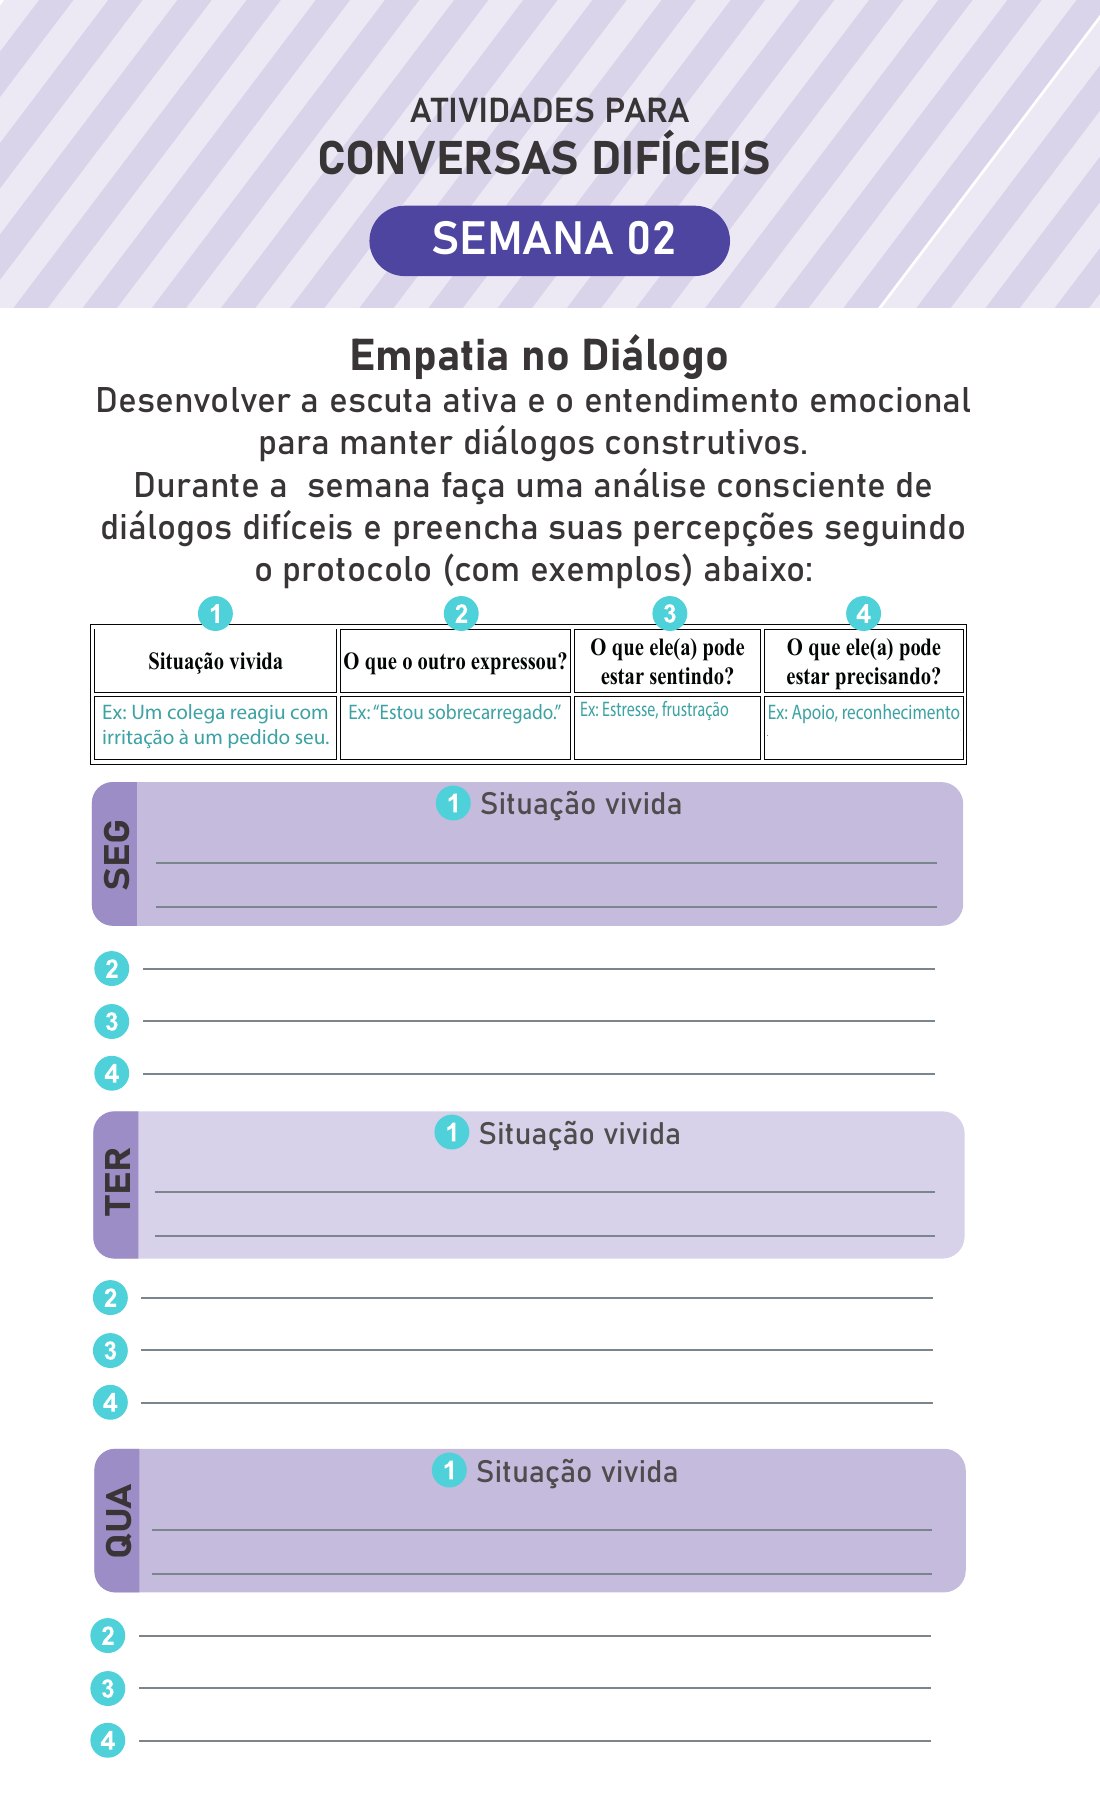 ATIVIDADES PARA
CONVERSAS DIFÍCEIS
SEMANA 02
Empatia no Diálogo
Desenvolver a escuta ativa e o entendimento emocional
para manter diálogos construtivos.
Durante a semana faça uma análise consciente de
diálogos difíceis e preencha suas percepções seguindo
o protocolo (com exemplos) abaixo:
1 2 3 4
Situação vivida
O que o outro expressou?
O que ele(a) pode
estar sentindo?
O que ele(a) pode
estar precisando?
Ex: Um colega reagiu com
irritação à um pedido seu.
Ex: “Estou sobrecarregado.”
Ex: Estresse, frustração
Ex: Apoio, reconhecimento
SEG
1 Situação vivida
2
3
4
TER
1 Situação vivida
2
3
4
QUA
1 Situação vivida
2
3
4